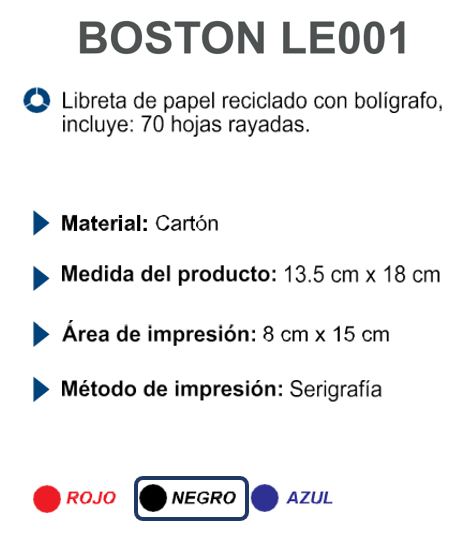 BOSTON LE001
Libreta de papel reciclado con bolígrafo,
incluye: 70 hojas rayadas.
Material: Cartón
Medida del producto: 13.5 cm x 18 cm
Área de impresión: 8 cm x 15 cm
Método de impresión: Serigrafía
ROJO NEGRO AZUL